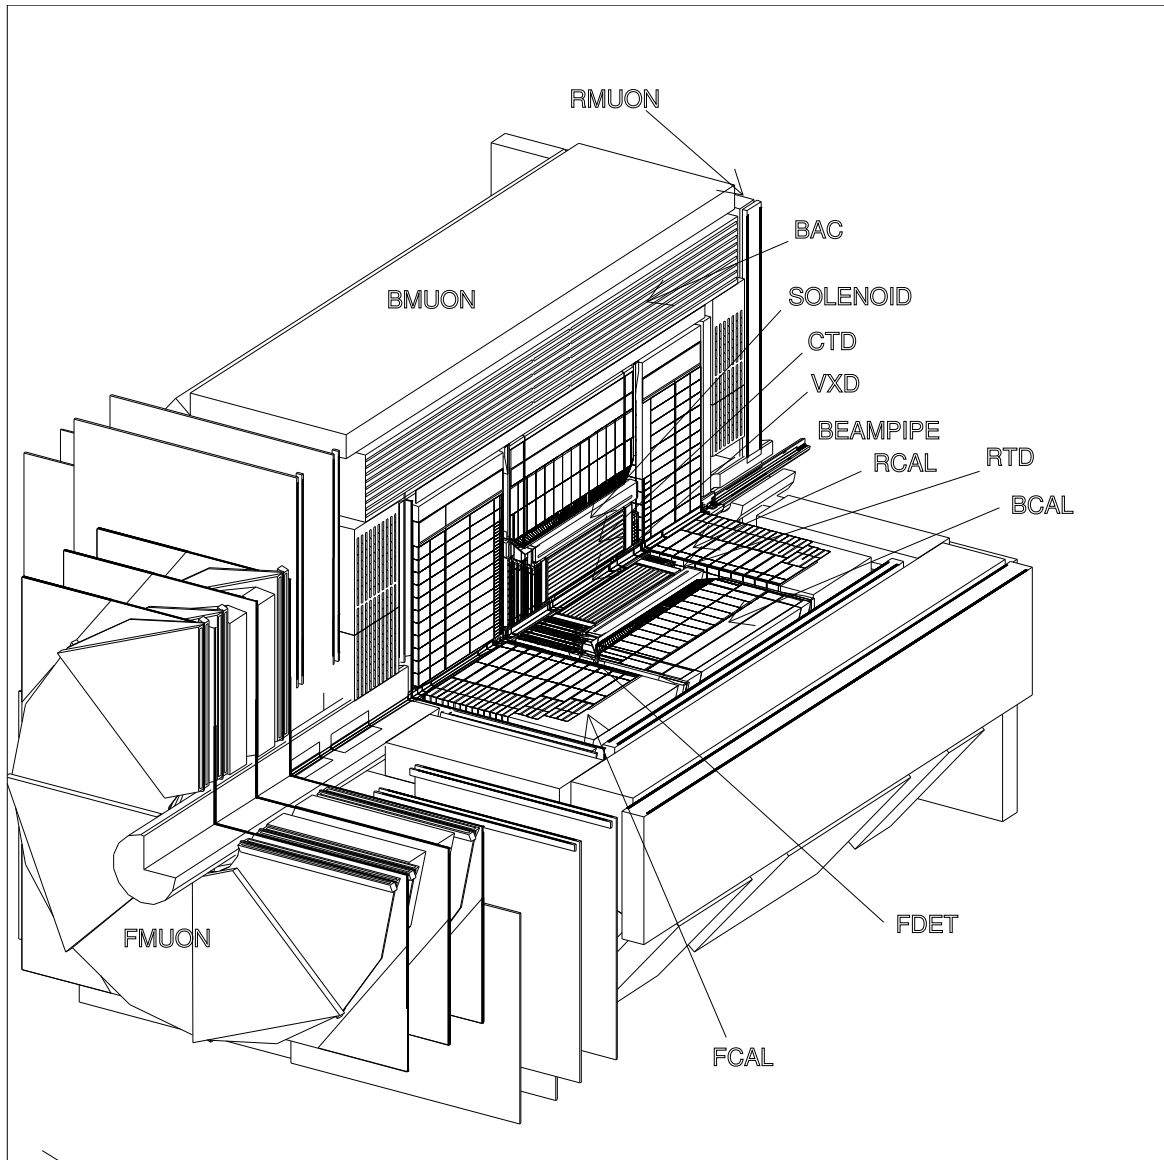 RMUON
BAC
BMUON
SOLENOID
CTD
VXD
BEAMPIPE
RCAL
RTD
BCAL
FMUON
FDET
FCAL